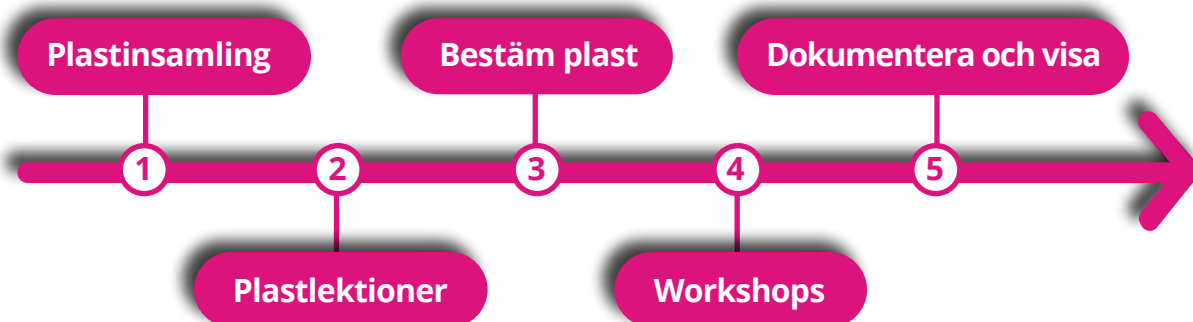 Plastinsamling
Bestäm plast
Dokumentera och visa
1
2
3
4
5
Plastlektioner
Workshops